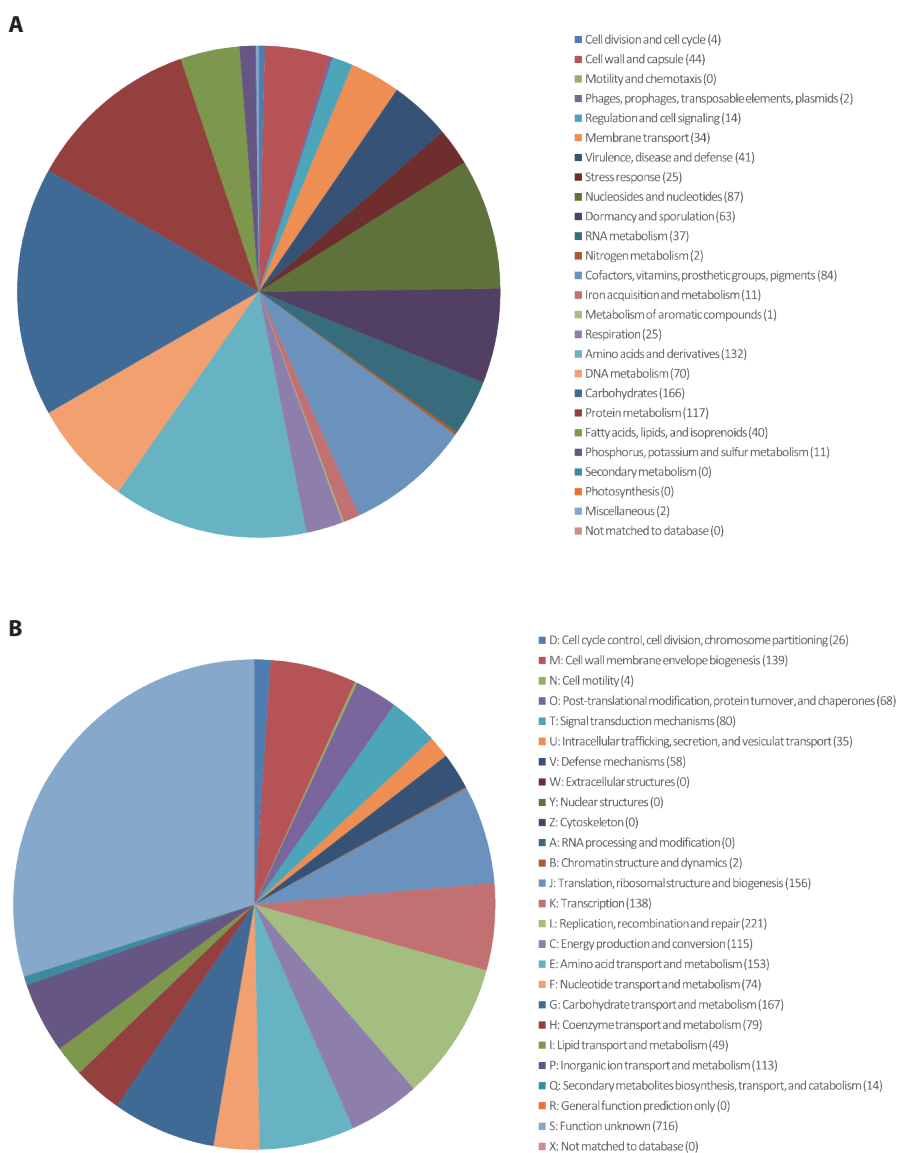 A
Cell division and cell cycle (4)
Cell wall and capsule (44)
Motility and chemotaxis (0)
Phages, prophages, transposable elements, plasmids (2)
Regulation and cell signaling (14)
Membrane transport (34)
Virulence, disease and defense (41)
Stress response (25)
Nucleosides and nucleotides (87)
Dormancy and sporulation (63)
RNA metabolism (37)
Nitrogen metabolism (2)
Cofactors, vitamins, prosthetic groups, pigments (84)
Iron acquisition and metabolism (11)
Metabolism of aromatic compounds (1)
Respiration (25)
Amino acids and derivatives (132)
DNA metabolism (70)
Carbohydrates (166)
Protein metabolism (117)
Fatty acids, lipids, and isoprenoids (40)
Phosphorus, potassium and sulfur metabolism (11)
Secondary metabolism (0)
Photosynthesis (0)
Miscellaneous (2)
Not matched to database (0)
B
D: Cell cycle control, cell division, chromosome partitioning (26)
M: Cell wall membrane envelope biogenesis (139)
N: Cell motility (4)
O: Post-translational modification, protein turnover, and chaperones (68)
T: Signal transduction mechanisms (80)
U: Intracellular trafficking, secretion, and vesiculat transport (35)
V: Defense mechanisms (58)
W: Extracellular structures (0)
Y: Nuclear structures (0)
Z: Cytoskeleton (0)
A: RNA processing and modification (0)
B: Chromatin structure and dynamics (2)
J: Translation, ribosomal structure and biogenesis (156)
K: Transcription (138)
L: Replication, recombination and repair (221)
C: Energy production and conversion (115)
E: Amino acid transport and metabolism (153)
F: Nucleotide transport and metabolism (74)
G: Carbohydrate transport and metabolism (167)
H: Coenzyme transport and metabolism (79)
I: Lipid transport and metabolism (49)
P: Inorganic ion transport and metabolism (113)
Q: Secondary metabolites biosynthesis, transport, and catabolism (14)
R: General function prediction only (0)
S: Function unknown (716)
X: Not matched to database (0)